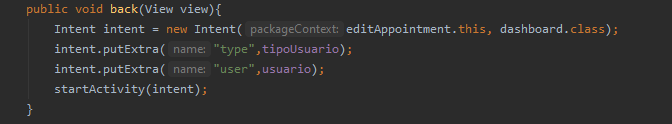 public void back(View view){
Intent intent = new Intent( packageContext: editAppointment.this, dashboard.class);
intent.putExtra( name: "type",tipoUsuario);
intent.putExtra( name: "user",usuario);
startActivity(intent);
}